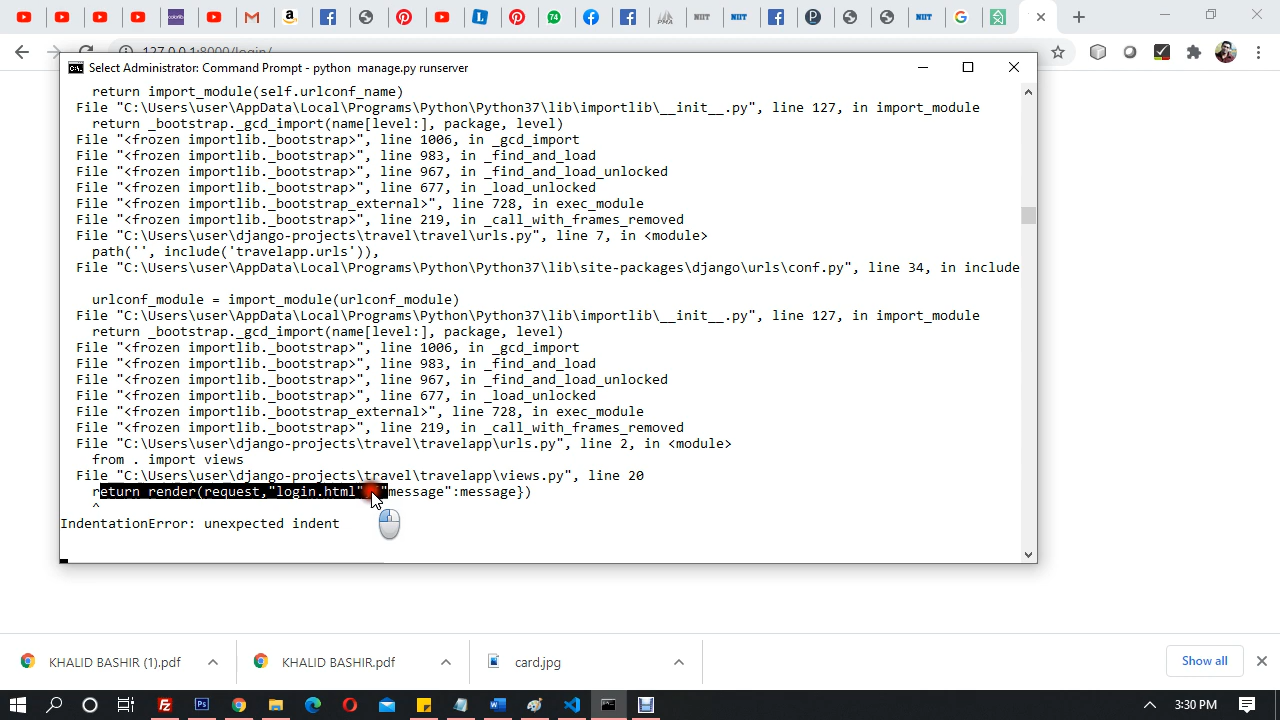 74
PMA
NIIT
NIIT
NIIT
127.0.0.1:8000/login/
Select Administrator: Command Prompt - python  manage.py runserver
    return import_module(self.urlconf_name)
  File "C:\Users\user\AppData\Local\Programs\Python\Python37\lib\importlib\__init__.py", line 127, in import_module
    return _bootstrap._gcd_import(name[level:], package, level)
  File "<frozen importlib._bootstrap>", line 1006, in _gcd_import
  File "<frozen importlib._bootstrap>", line 983, in _find_and_load
  File "<frozen importlib._bootstrap>", line 967, in _find_and_load_unlocked
  File "<frozen importlib._bootstrap>", line 677, in _load_unlocked
  File "<frozen importlib._bootstrap_external>", line 728, in exec_module
  File "<frozen importlib._bootstrap>", line 219, in _call_with_frames_removed
  File "C:\Users\user\django-projects\travel\travel\urls.py", line 7, in <module>
    path('', include('travelapp.urls')),
  File "C:\Users\user\AppData\Local\Programs\Python\Python37\lib\site-packages\django\urls\conf.py", line 34, in include
    urlconf_module = import_module(urlconf_module)
  File "C:\Users\user\AppData\Local\Programs\Python\Python37\lib\importlib\__init__.py", line 127, in import_module
    return _bootstrap._gcd_import(name[level:], package, level)
  File "<frozen importlib._bootstrap>", line 1006, in _gcd_import
  File "<frozen importlib._bootstrap>", line 983, in _find_and_load
  File "<frozen importlib._bootstrap>", line 967, in _find_and_load_unlocked
  File "<frozen importlib._bootstrap>", line 677, in _load_unlocked
  File "<frozen importlib._bootstrap_external>", line 728, in exec_module
  File "<frozen importlib._bootstrap>", line 219, in _call_with_frames_removed
  File "C:\Users\user\django-projects\travel\travelapp\urls.py", line 2, in <module>
    from . import views
  File "C:\Users\user\django-projects\travel\travelapp\views.py", line 20
    return render(request,"login.html" "message":message})
    ^
IndentationError: unexpected indent
KHALID BASHIR (1).pdf
KHALID BASHIR.pdf
card.jpg
Show all
3:30 PM